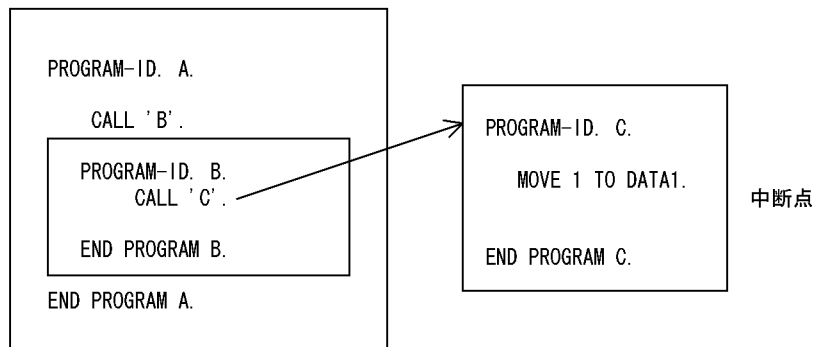 PROGRAM-ID. A.
CALL 'B'.
PROGRAM-ID. B.
CALL 'C'.
END PROGRAM B.
END PROGRAM A.
PROGRAM-ID. C.
MOVE 1 TO DATA1.
END PROGRAM C.
中断点